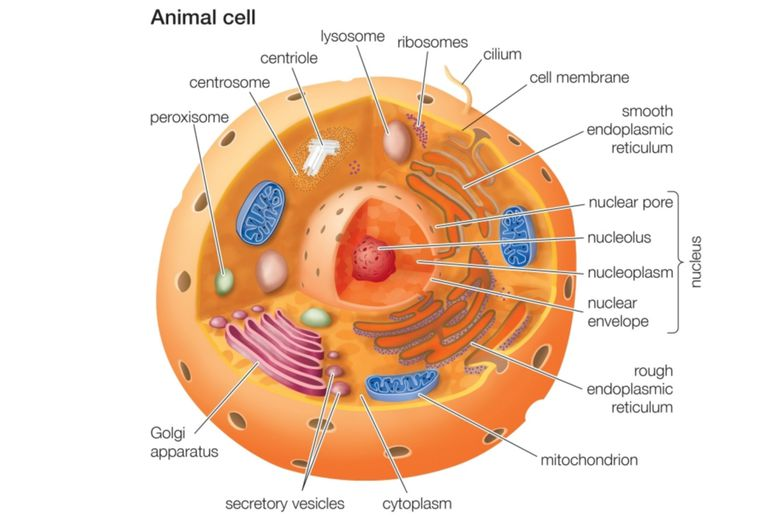 Animal cell
lysosome
ribosomes
cilium
centriole
cell membrane
centrosome
peroxisome
smooth
endoplasmic
reticulum
nuclear pore
nucleolus
nucleoplasm
nuclear
envelope
nucleus
rough
endoplasmic
reticulum
Golgi
apparatus
mitochondrion
secretory vesicles
cytoplasm